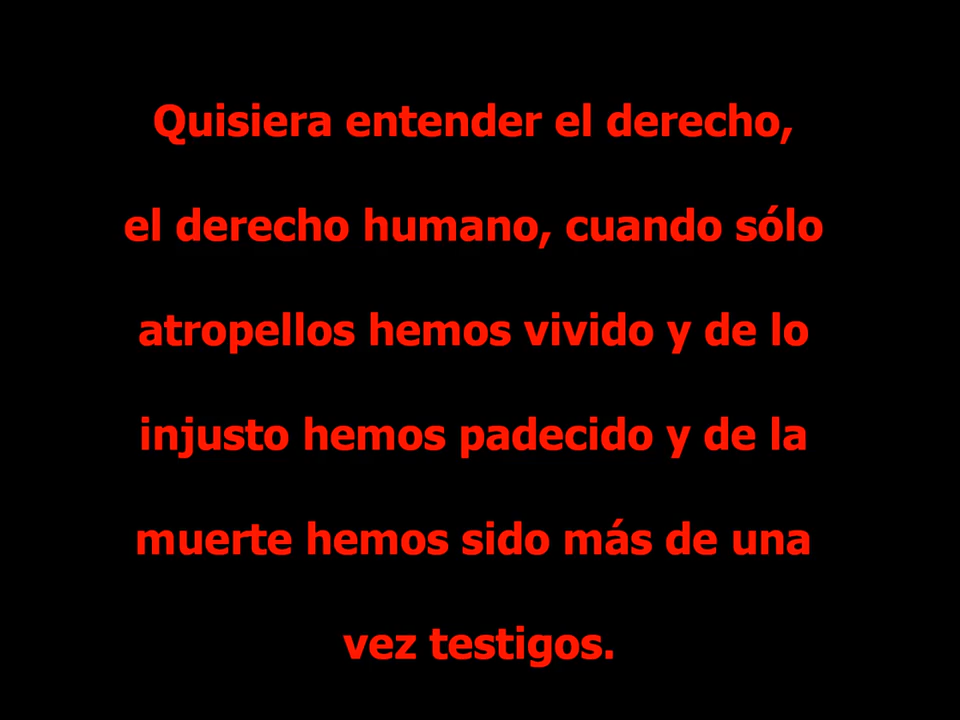 Quisiera entender el derecho,
el derecho humano, cuando sólo
atropellos hemos vivido y de lo
injusto hemos padecido y de la
muerte hemos sido más de una
vez testigos.